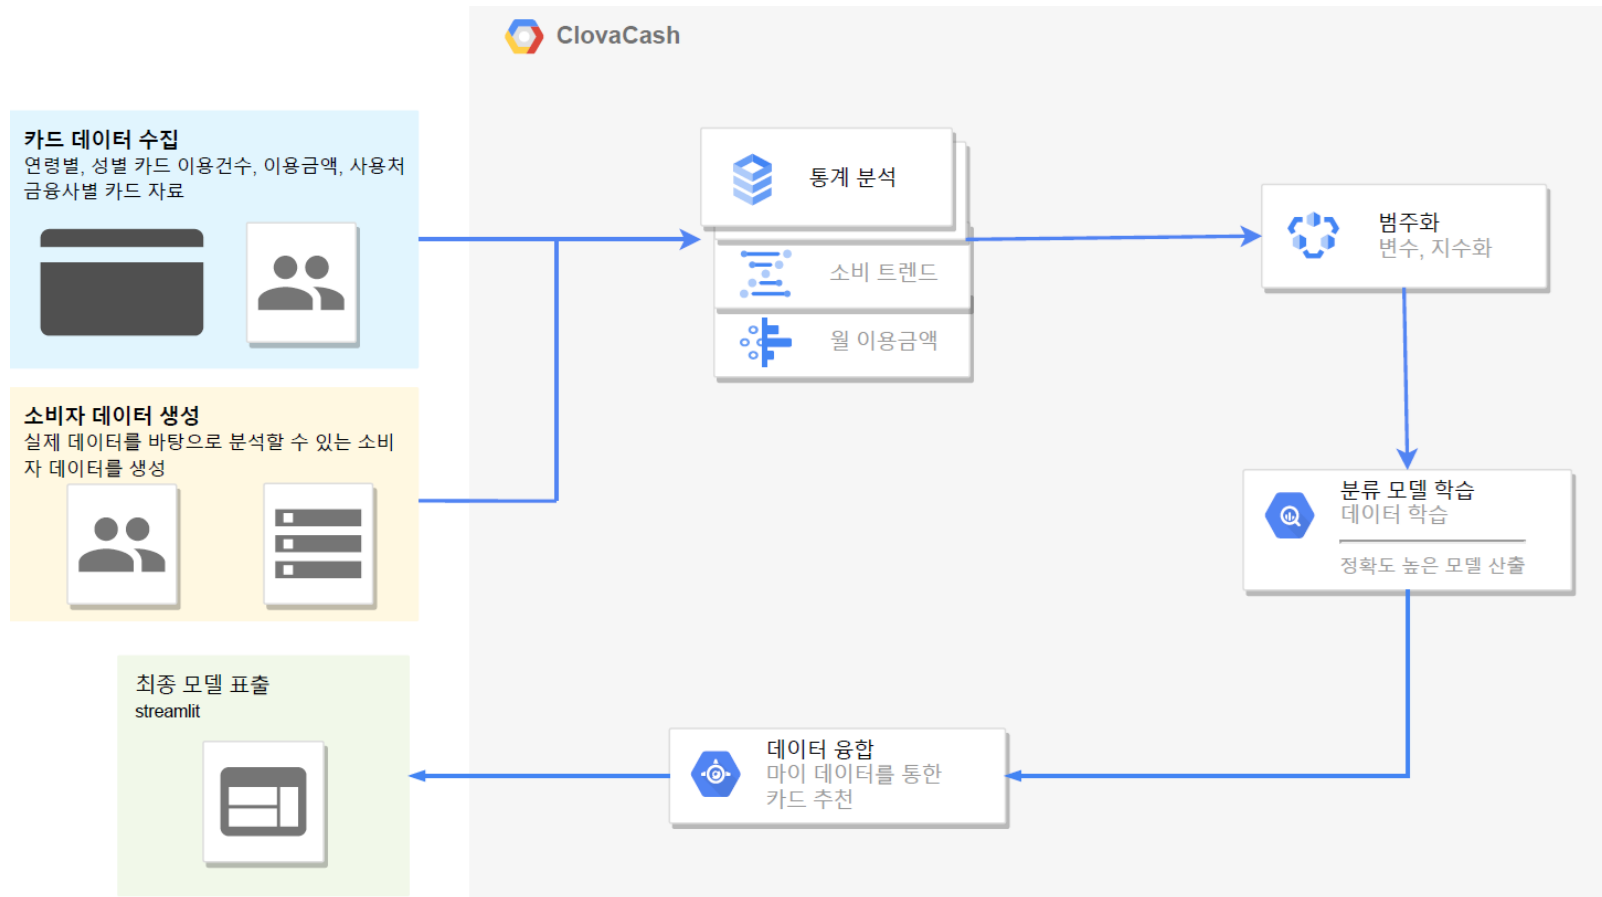 ClovaCash
카드 데이터 수집
연령별, 성별 카드 이용건수, 이용금액, 사용처
금융사별 카드 자료
소비자 데이터 생성
실제 데이터를 바탕으로 분석할 수 있는 소비
자 데이터를 생성
통계 분석
소비 트렌드
월 이용금액
범주화
변수, 지수화
분류 모델 학습
데이터 학습
정확도 높은 모델 산출
데이터 융합
마이 데이터를 통한
카드 추천
최종 모델 표출
streamlit